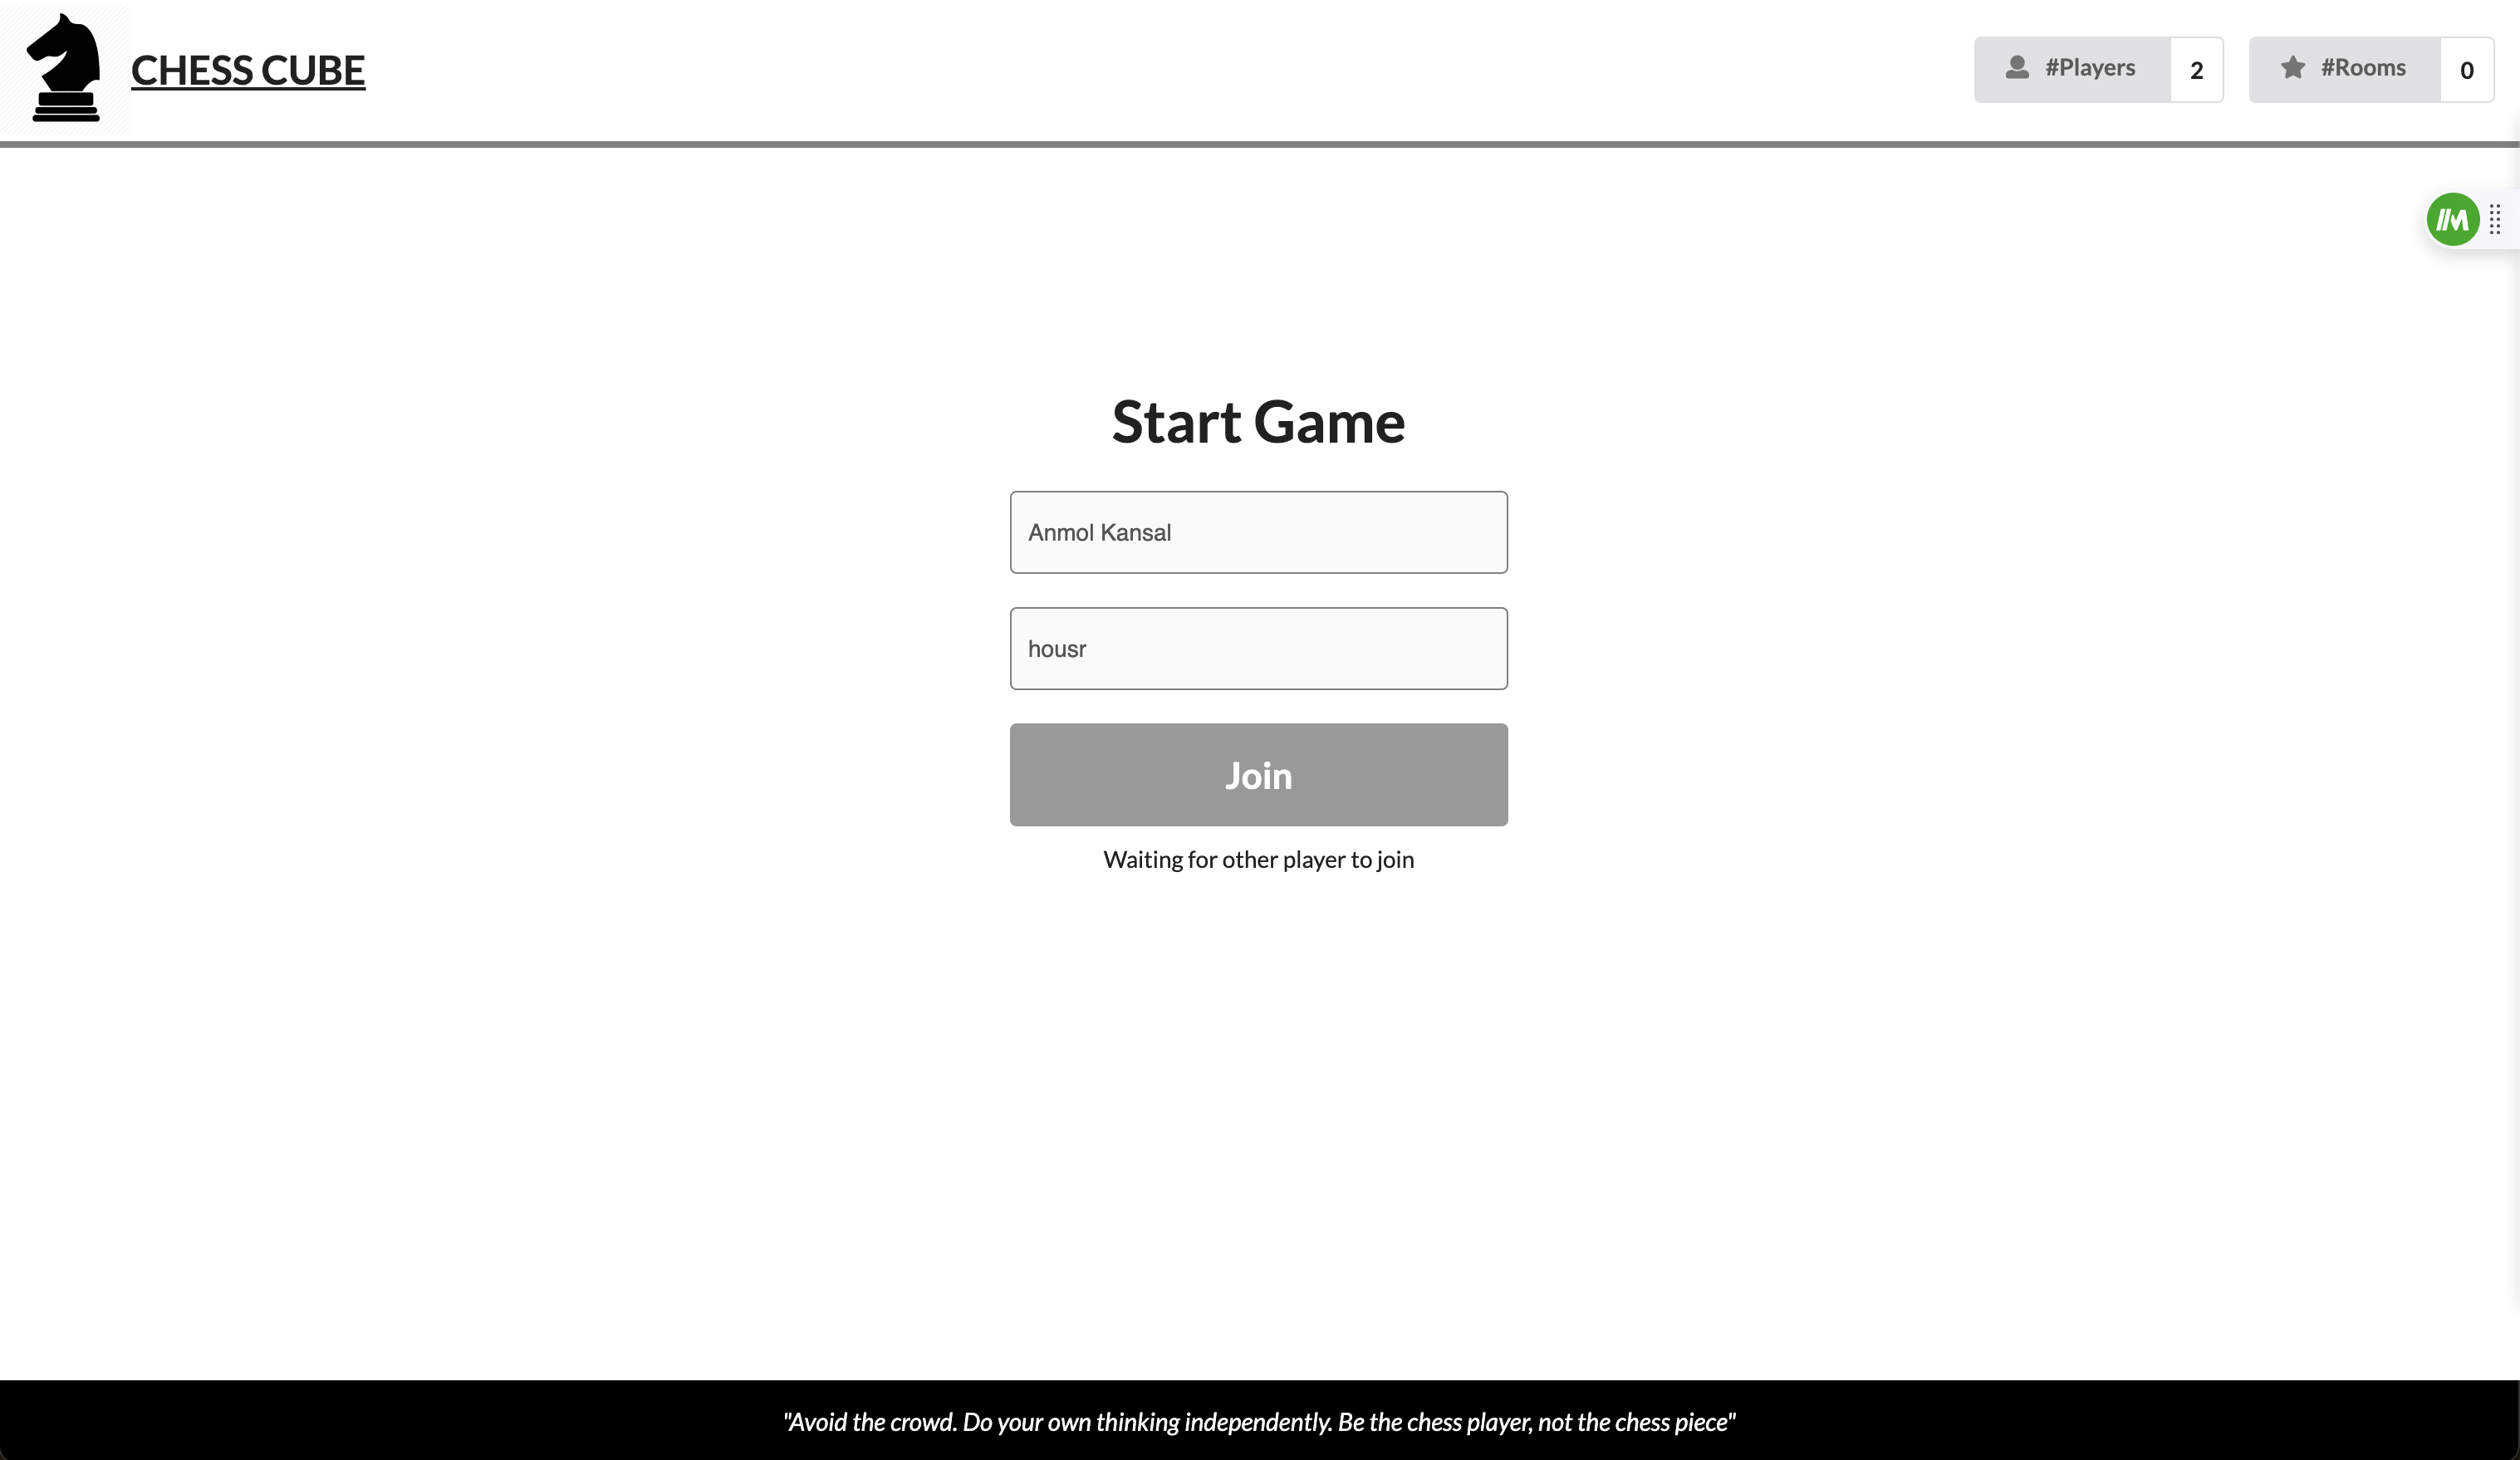 CHESS CUBE
#Players 2 #Rooms 0
Start Game
Anmol Kansal
housr
Join
Waiting for other player to join
"Avoid the crowd. Do your own thinking independently. Be the chess player, not the chess piece"